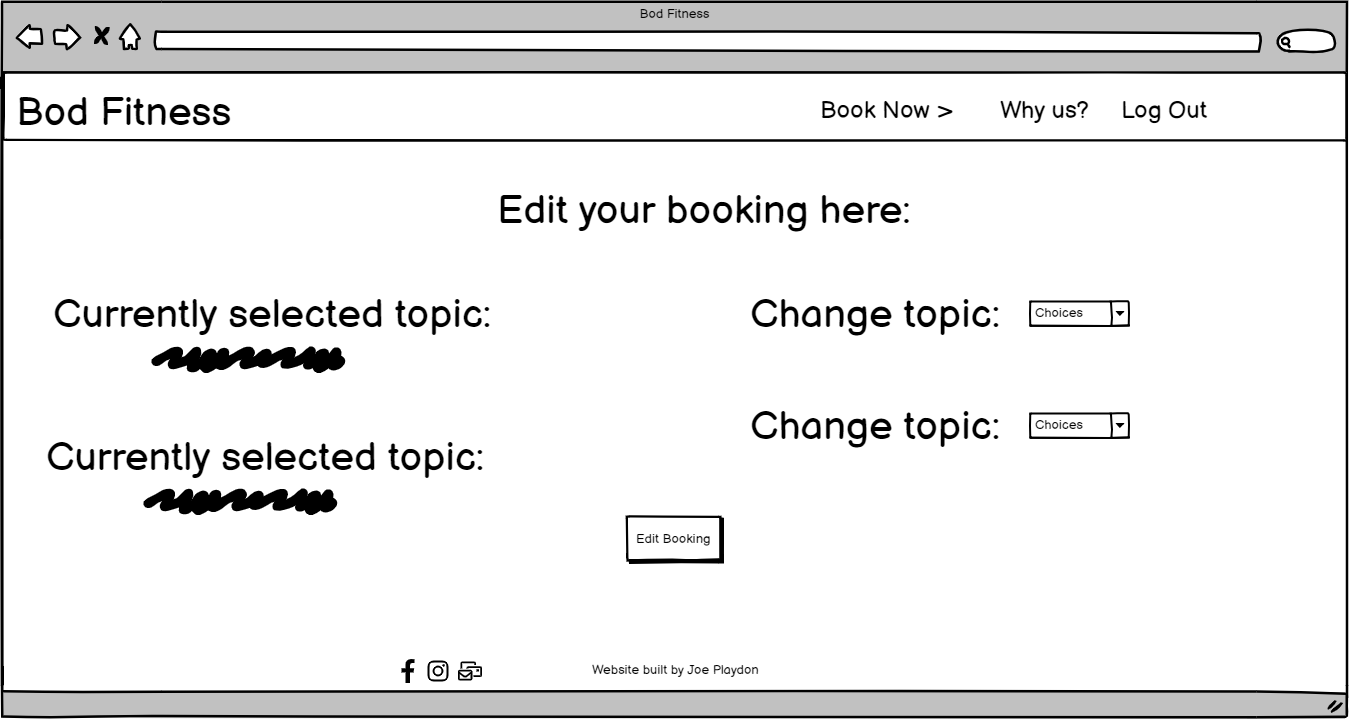 Bod Fitness
Bod Fitness
Book Now > Why us? Log Out
Edit your booking here:
Currently selected topic:
Change topic: Choices
Change topic: Choices
Currently selected topic:
Edit Booking
Website built by Joe Playdon